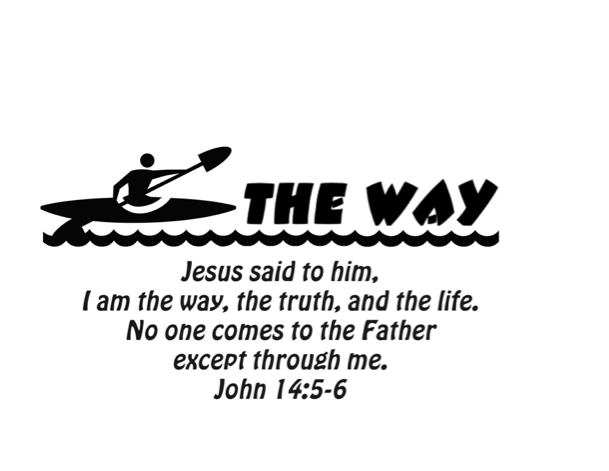 THE WAY
Jesus said to him,
I am the way, the truth, and the life.
No one comes to the Father
except through me.
John 14:5-6